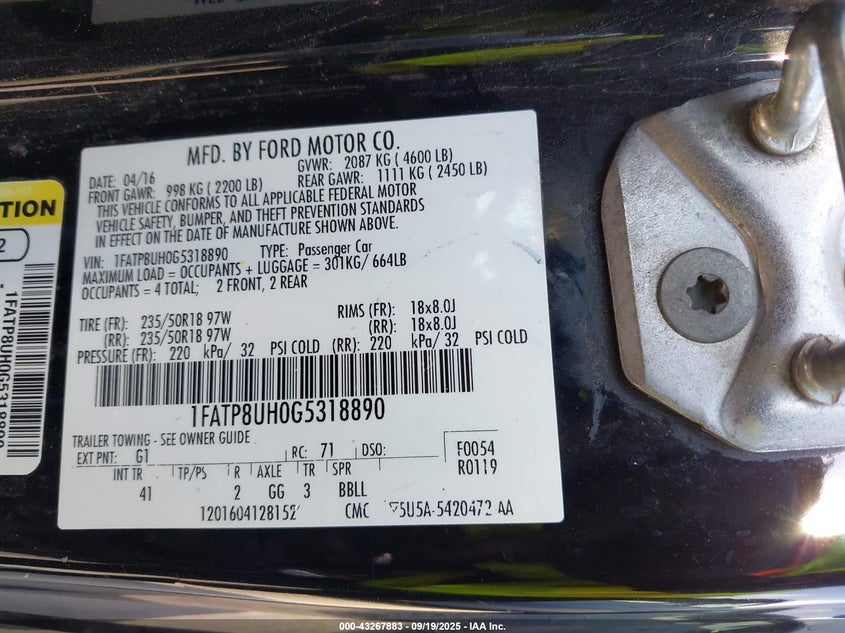 MFD. BY FORD MOTOR CO.
DATE: 04/16 GVWR: 2087 KG ( 4600 LB)
FRONT GAWR: 998 KG ( 2200 LB) REAR GAWR: 1111 KG ( 2450 LB)
THIS VEHICLE CONFORMS TO ALL APPLICABLE FEDERAL MOTOR
VEHICLE SAFETY, BUMPER, AND THEFT PREVENTION STANDARDS
IN EFFECT ON THE DATE OF MANUFACTURE SHOWN ABOVE.
VIN: 1FATP8UH0G5318890 TYPE: Passenger Car
MAXIMUM LOAD = OCCUPANTS + LUGGAGE = 301KG/ 664LB
OCCUPANTS = 4 TOTAL; 2 FRONT, 2 REAR
TIRE (FR): 235/50R18 97W RIMS (FR): 18x8.0J
(RR): 235/50R18 97W (RR): 18x8.0J
PRESSURE (FR): 220 kPa/ 32 PSI COLD (RR): 220 kPa/ 32 PSI COLD
1FATP8UH0G5318890
TRAILER TOWING - SEE OWNER GUIDE
EXT PNT: G1 RC: 71 DSO: F0054
R0119
INT TR TP/PS R AXLE TR SPR
41 2 GG 3 BBLL
1201604128152 CMC 5U5A-5420472-AA
TION
2
1FATP8UH0G5318890
000-43267883 - 09/19/2025 - IAA Inc.